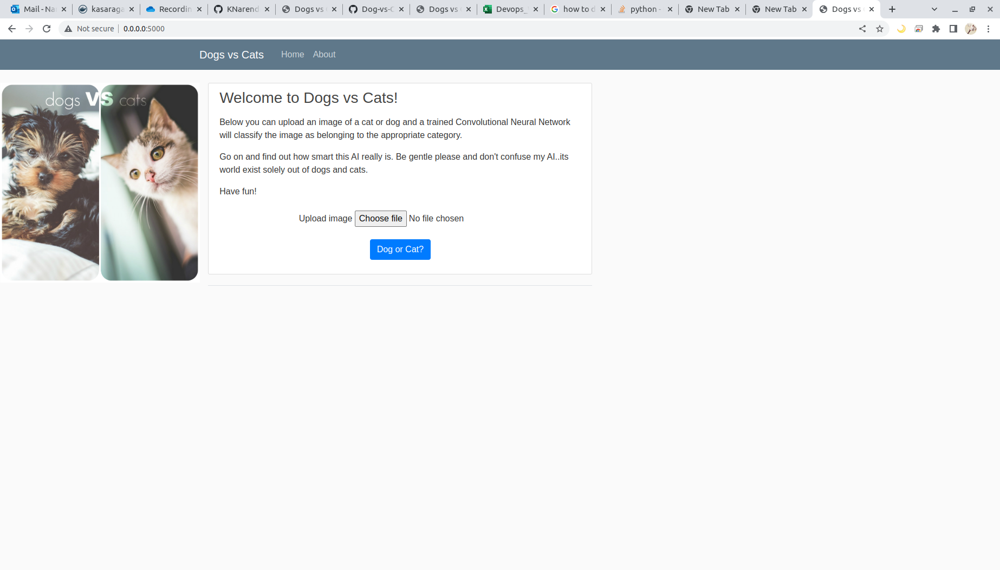 Mail - Na
kasaraga
Recordin
KNarend
Dogs vs
Dog-vs-C
Dogs vs
Devops_
how to d
python -
New Tab
New Tab
Dogs vs
Not secure
0.0.0.0:5000
Dogs vs Cats
Home
About
dogs VS cats
Welcome to Dogs vs Cats!
Below you can upload an image of a cat or dog and a trained Convolutional Neural Network
will classify the image as belonging to the appropriate category.
Go on and find out how smart this AI really is. Be gentle please and don't confuse my AI..its
world exist solely out of dogs and cats.
Have fun!
Upload image Choose file No file chosen
Dog or Cat?